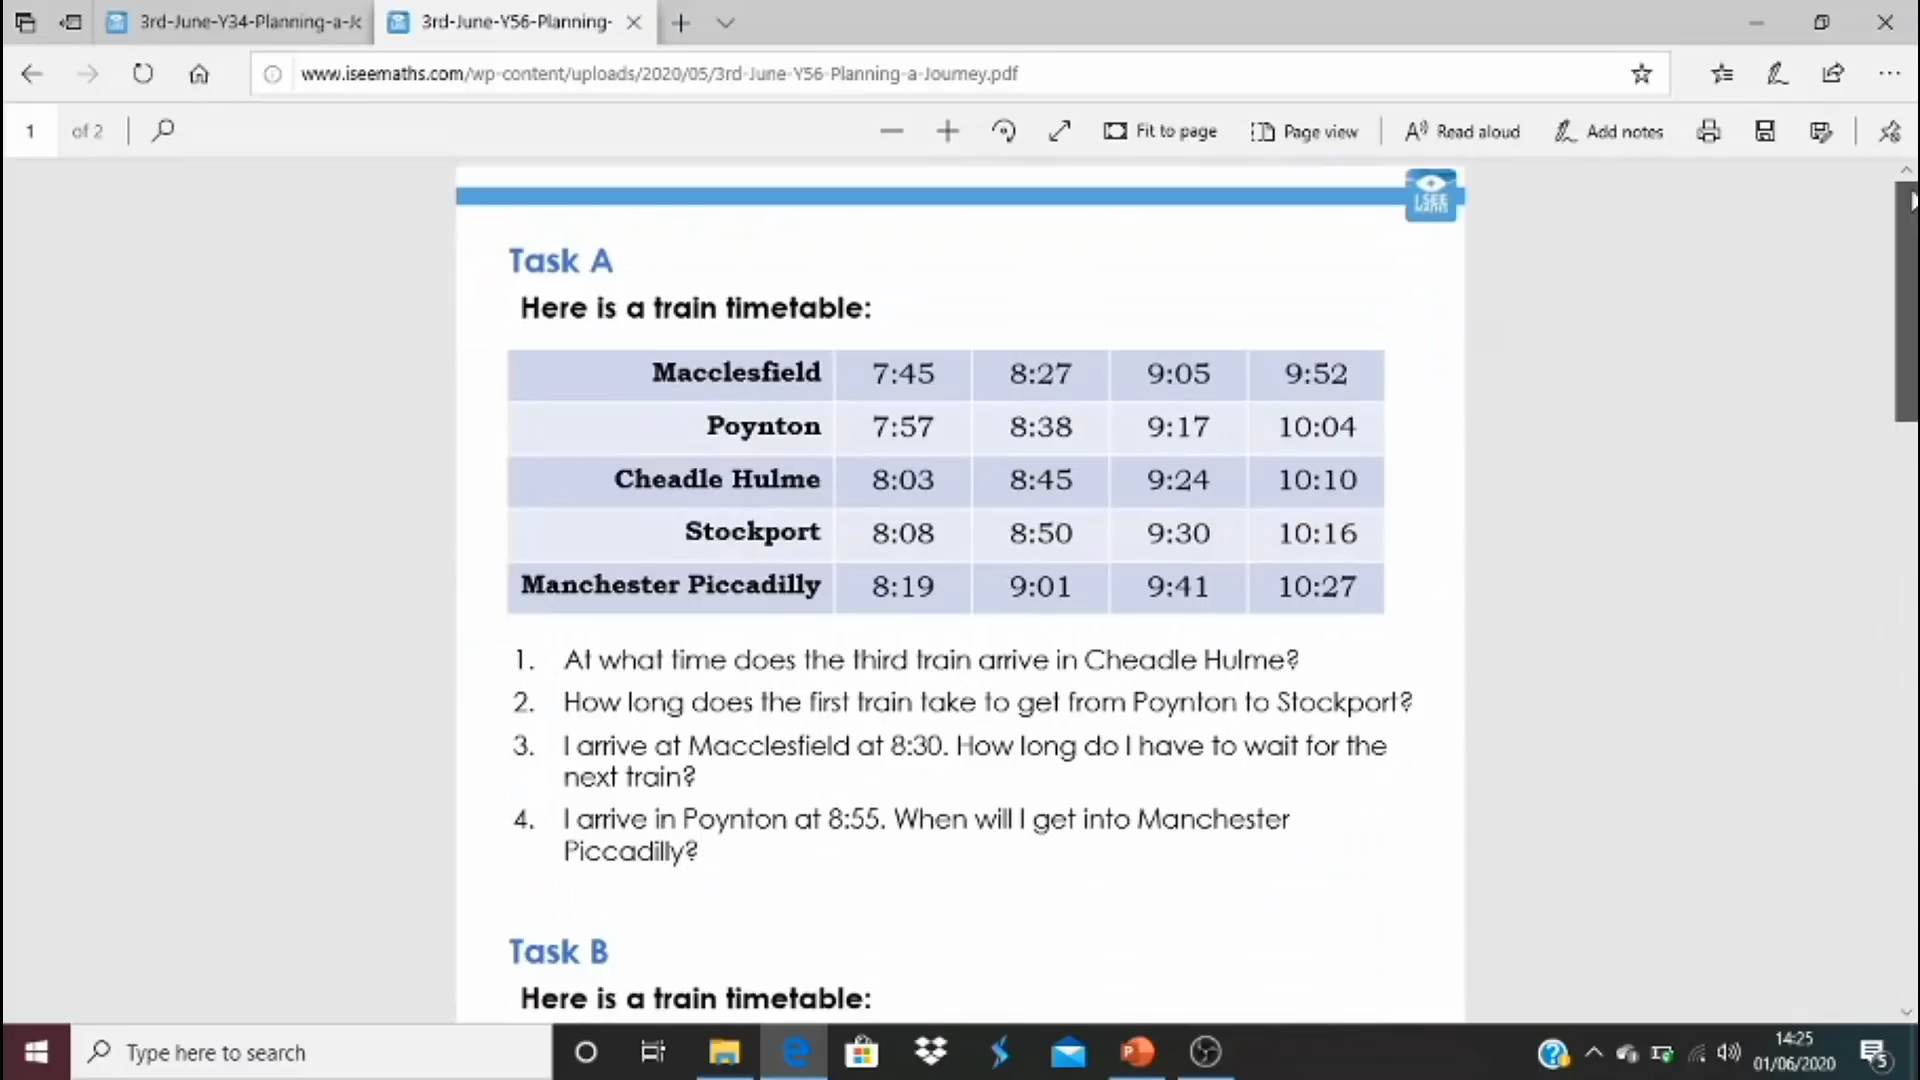 3rd-June-Y34-Planning-a-Jc
3rd-June-Y56-Planning-
www.iseemaths.com/wp-content/uploads/2020/05/3rd-June-Y56-Planning-a-Journey.pdf
1 of 2
Fit to page Page view Read aloud Add notes
I SEE
MATHS
Task A
Here is a train timetable:
Macclesfield 7:45 8:27 9:05 9:52
Poynton 7:57 8:38 9:17 10:04
Cheadle Hulme 8:03 8:45 9:24 10:10
Stockport 8:08 8:50 9:30 10:16
Manchester Piccadilly 8:19 9:01 9:41 10:27
1. At what time does the third train arrive in Cheadle Hulme?
2. How long does the first train take to get from Poynton to Stockport?
3. I arrive at Macclesfield at 8:30. How long do I have to wait for the
next train?
4. I arrive in Poynton at 8:55. When will I get into Manchester
Piccadilly?
Task B
Here is a train timetable:
Type here to search
14:25
01/06/2020
5